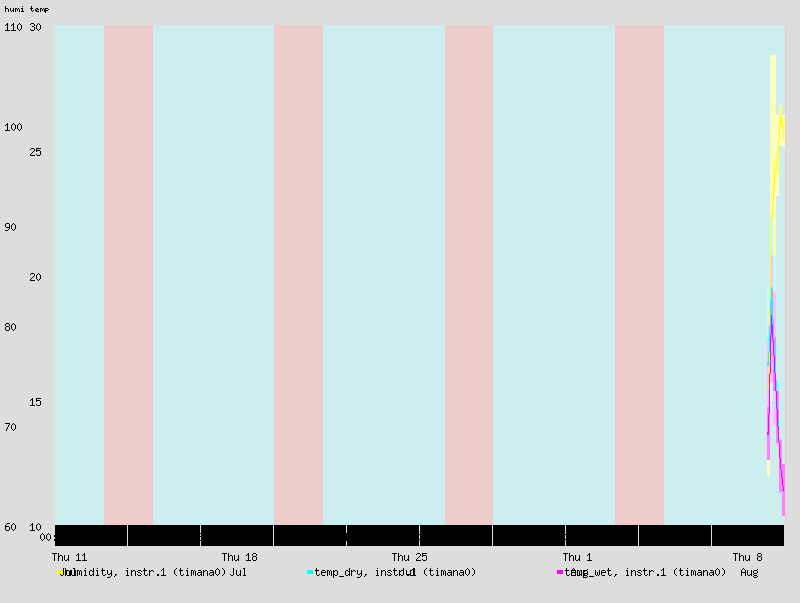 humi temp
110 30
100
25
90
20
80
15
70
60 10
00:
Thu 11 Thu 18 Thu 25 Thu 1 Thu 8
Jul Jul Jul Aug Aug
humidity, instr.1 (timana0) temp_dry, instr.1 (timana0) temp_wet, instr.1 (timana0)